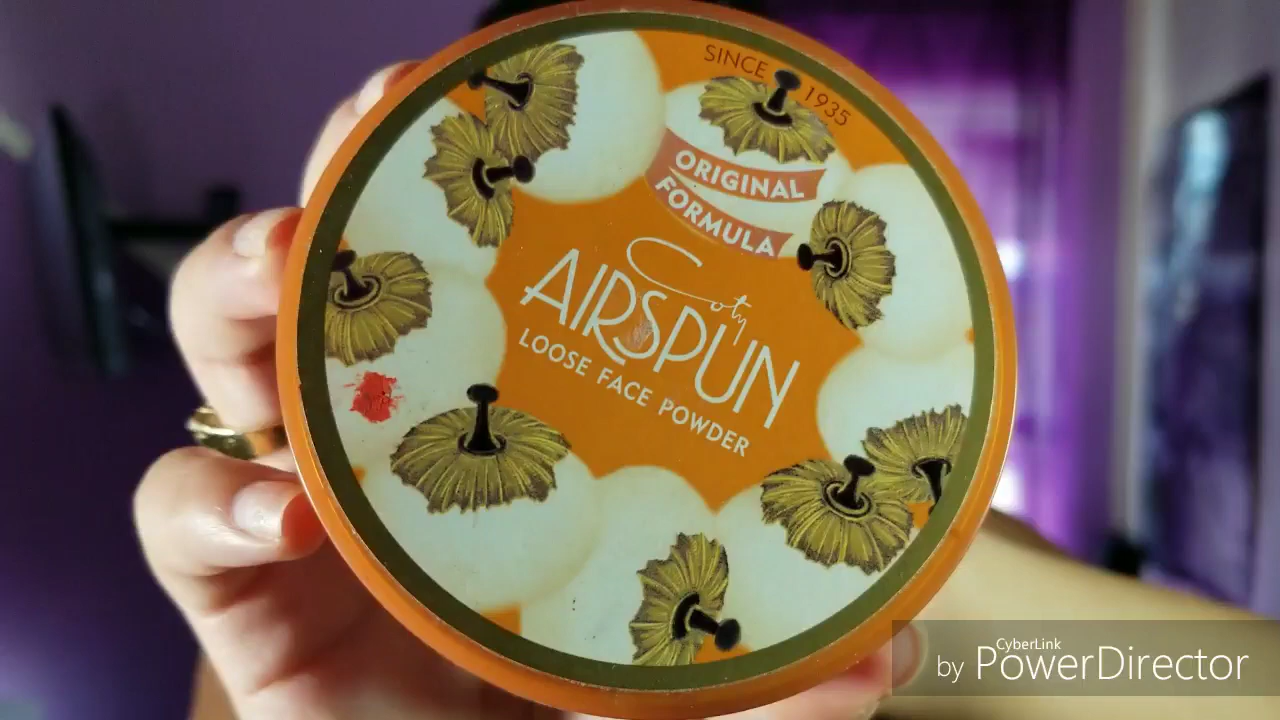 SINCE 1935
ORIGINAL
FORMULA
Coty
AIRSPUN
LOOSE FACE POWDER
CyberLink
by PowerDirector